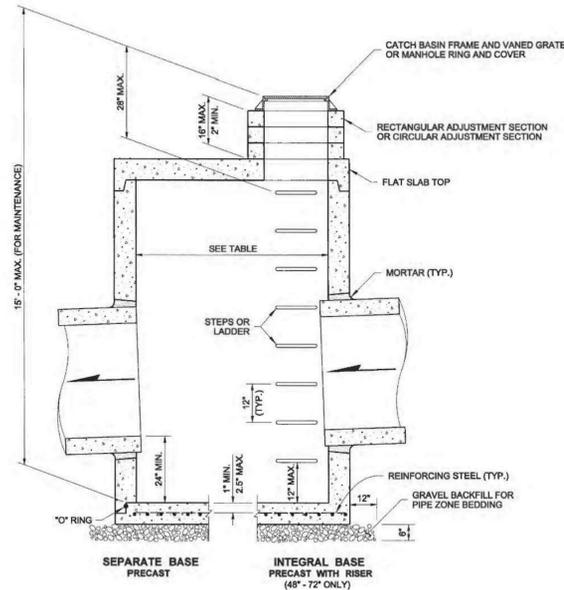 CATCH BASIN FRAME AND VANED GRATE
OR MANHOLE RING AND COVER
28" MAX.
16" MAX.
2" MIN.
RECTANGULAR ADJUSTMENT SECTION
OR CIRCULAR ADJUSTMENT SECTION
FLAT SLAB TOP
15' - 0" MAX. (FOR MAINTENANCE)
SEE TABLE
MORTAR (TYP.)
STEPS OR
LADDER
12"
(TYP.)
24" MIN.
1" MIN.
2.5" MAX.
12" MAX.
REINFORCING STEEL (TYP.)
12"
GRAVEL BACKFILL FOR
PIPE ZONE BEDDING
"O" RING
6"
SEPARATE BASE
PRECAST
INTEGRAL BASE
PRECAST WITH RISER
(48" - 72" ONLY)